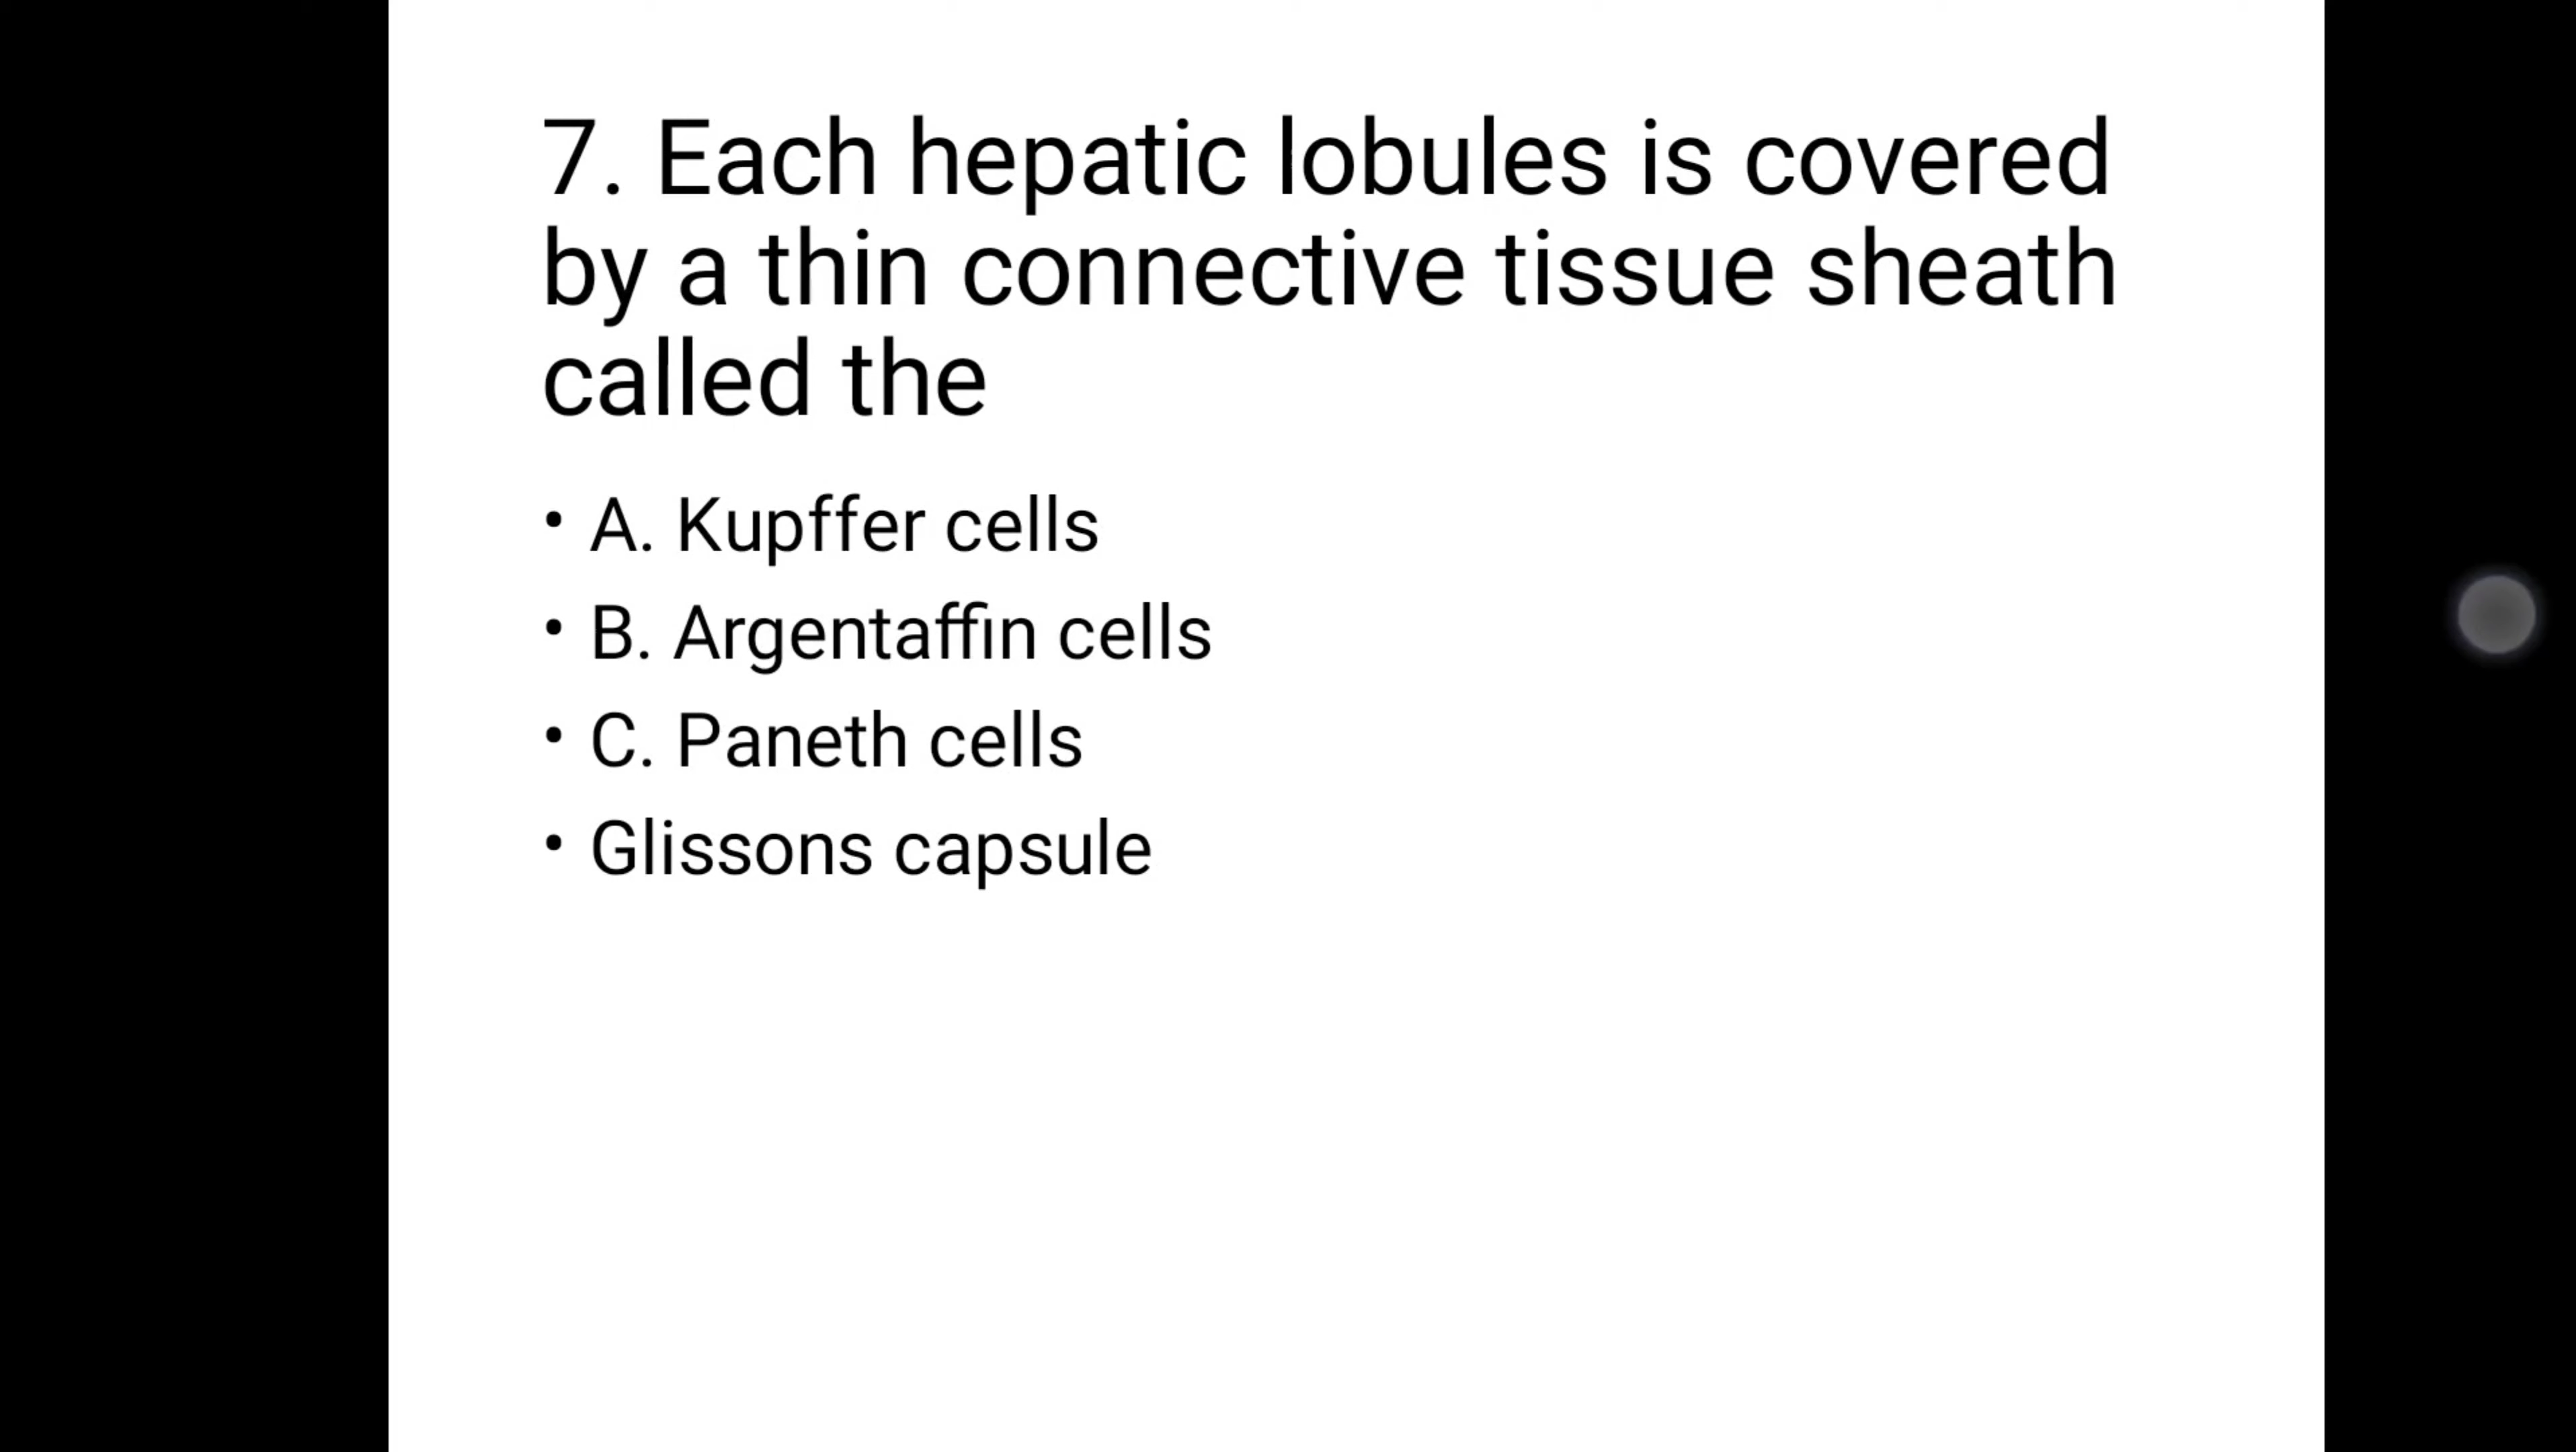 7. Each hepatic lobules is covered
by a thin connective tissue sheath
called the
• A. Kupffer cells
• B. Argentaffin cells
• C. Paneth cells
• Glissons capsule